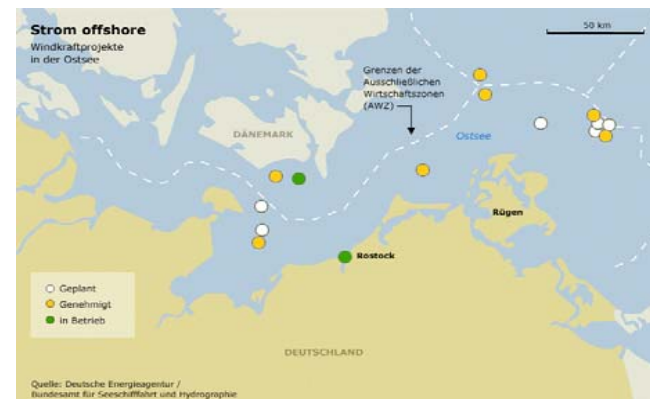 Strom offshore
Windkraftprojekte
in der Ostsee
50 km
Grenzen der
Ausschließlichen
Wirtschaftszonen
(AWZ)
DÄNEMARK
Ostsee
Rügen
Rostock
Geplant
Genehmigt
in Betrieb
DEUTSCHLAND
Quelle: Deutsche Energieagentur /
Bundesamt für Seeschifffahrt und Hydrographie